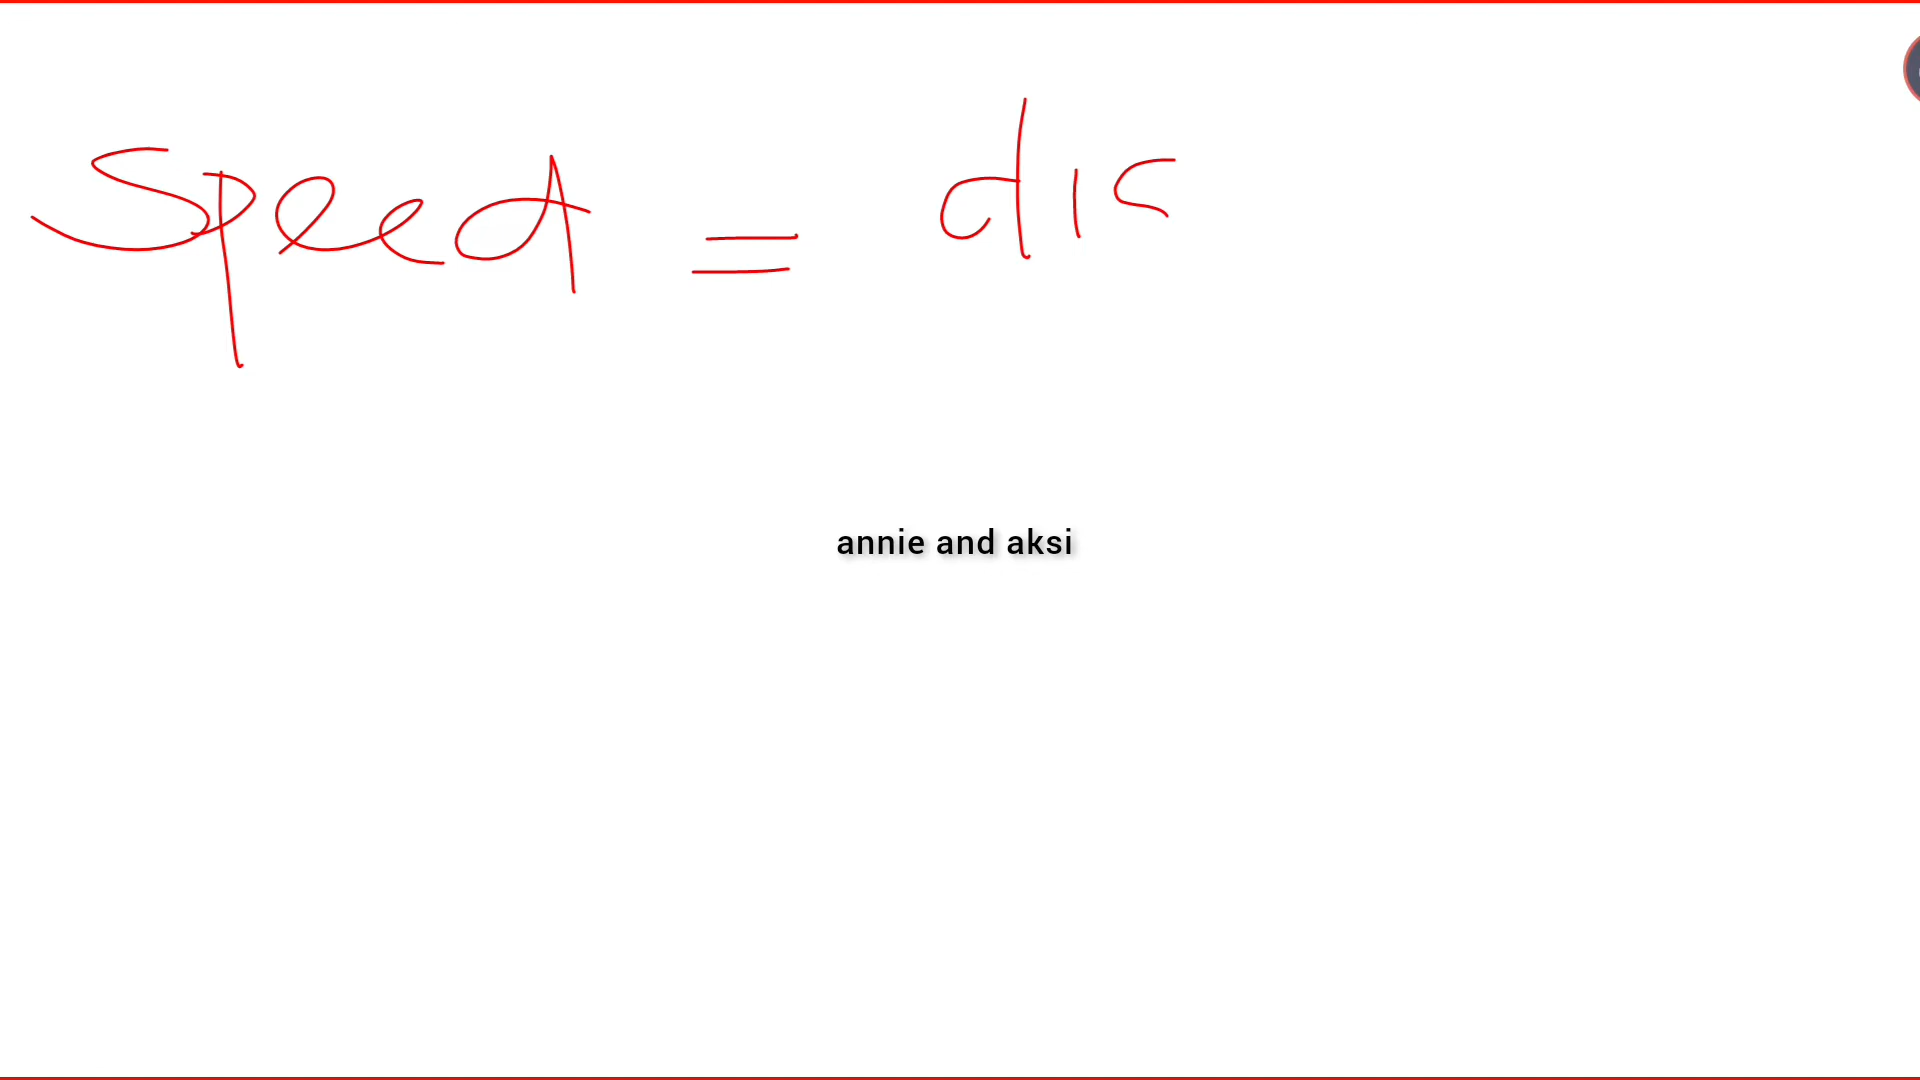 Speed = dis
annie and aksi